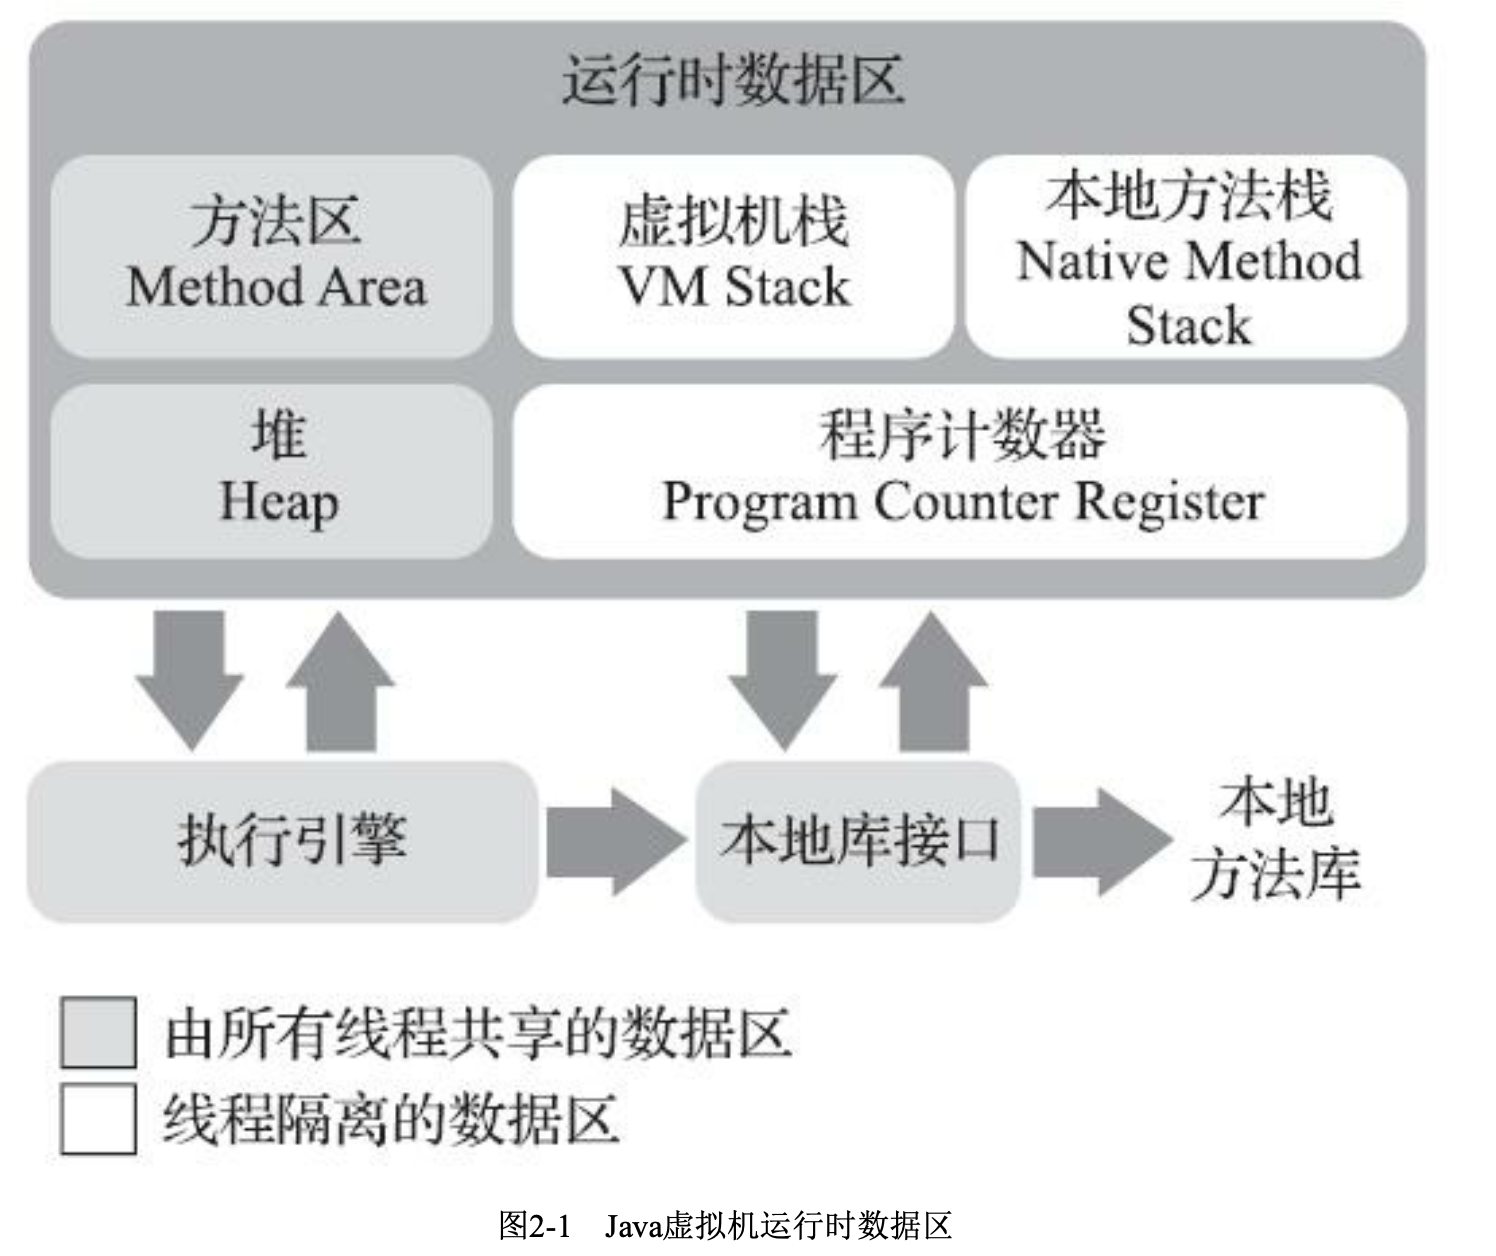 运行时数据区
方法区
Method Area
虚拟机栈
VM Stack
本地方法栈
Native Method
Stack
堆
Heap
程序计数器
Program Counter Register
执行引擎
本地库接口
本地
方法库
由所有线程共享的数据区
线程隔离的数据区
图2-1 Java虚拟机运行时数据区